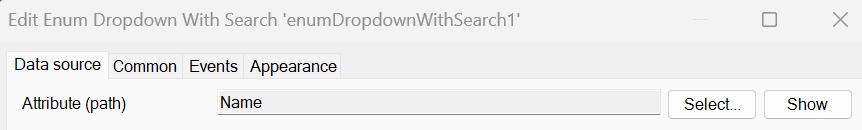 Edit Enum Dropdown With Search 'enumDropdownWithSearch1'
Data source Common Events Appearance
Attribute (path) Name Select... Show